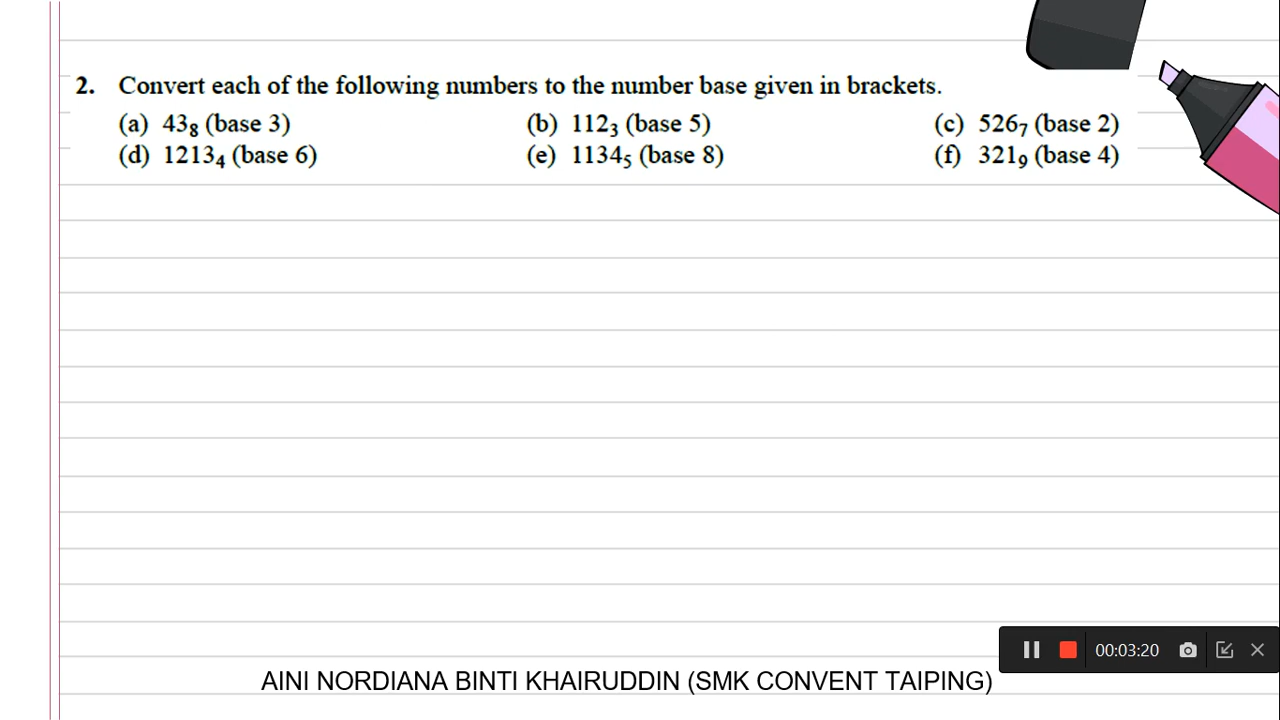 2. Convert each of the following numbers to the number base given in brackets.
(a) 43₈ (base 3) (b) 112₃ (base 5) (c) 526₇ (base 2)
(d) 1213₄ (base 6) (e) 1134₅ (base 8) (f) 321₉ (base 4)
00:03:20
AINI NORDIANA BINTI KHAIRUDDIN (SMK CONVENT TAIPING)